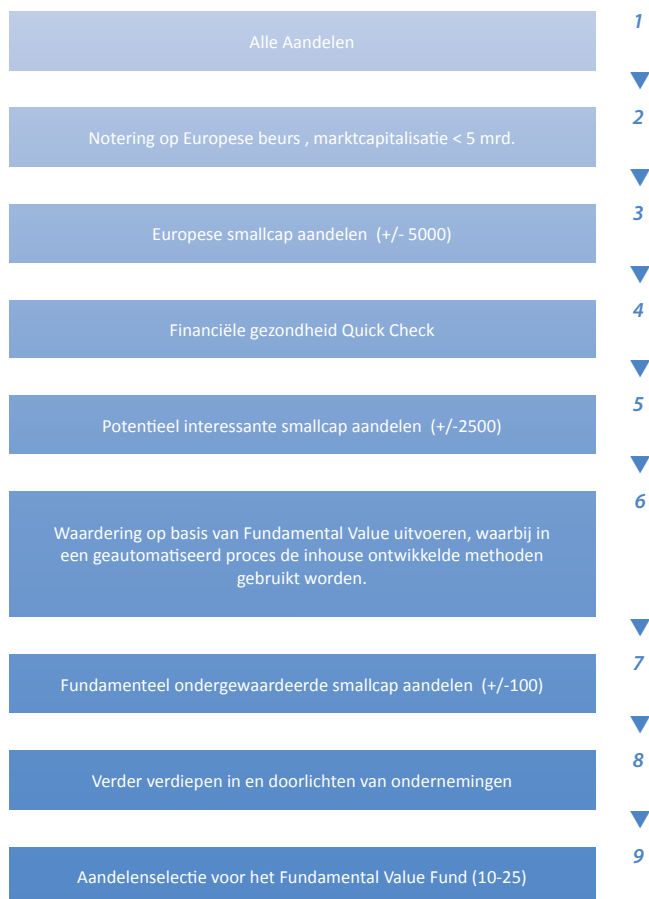 Alle Aandelen
1
Notering op Europese beurs , marktcapitalisatie < 5 mrd.
2
Europese smallcap aandelen (+/- 5000)
3
Financiële gezondheid Quick Check
4
Potentieel interessante smallcap aandelen (+/-2500)
5
Waardering op basis van Fundamental Value uitvoeren, waarbij in
een geautomatiseerd proces de inhouse ontwikkelde methoden
gebruikt worden.
6
Fundamenteel ondergewaardeerde smallcap aandelen (+/-100)
7
Verder verdiepen in en doorlichten van ondernemingen
8
Aandelenselectie voor het Fundamental Value Fund (10-25)
9